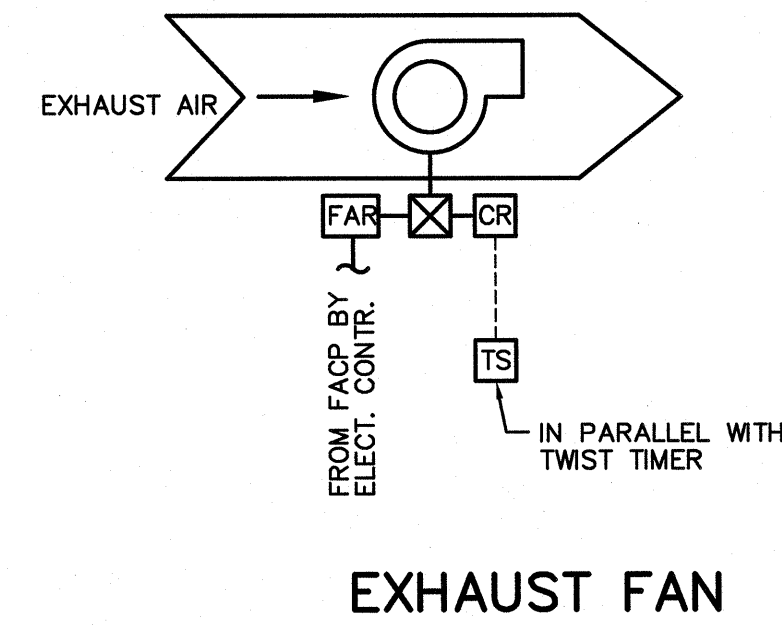 EXHAUST AIR
FAR
CR
FROM FACP BY
ELECT. CONTR.
TS
IN PARALLEL WITH
TWIST TIMER
EXHAUST FAN